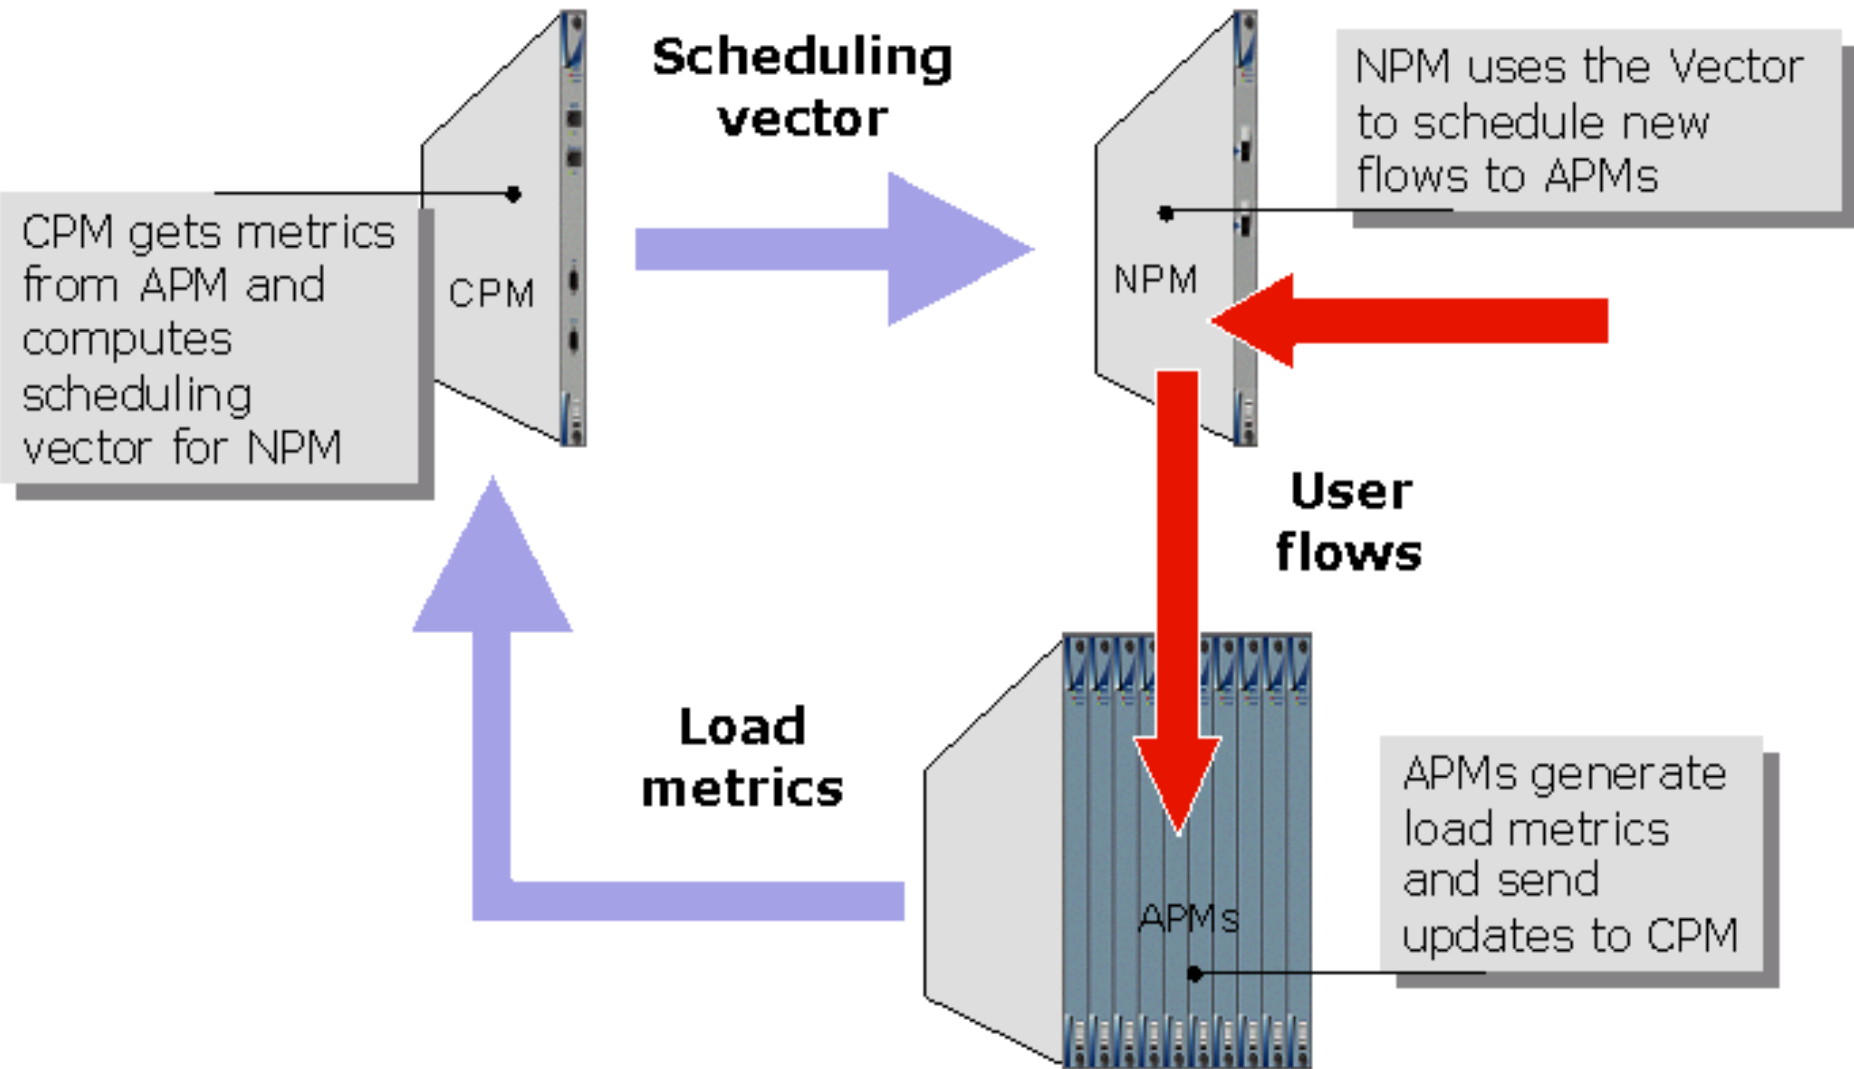 Scheduling
vector
NPM uses the Vector
to schedule new
flows to APMs
CPM gets metrics
from APM and
computes
scheduling
vector for NPM
CPM
NPM
User
flows
Load
metrics
APMs generate
load metrics
and send
updates to CPM
APMs